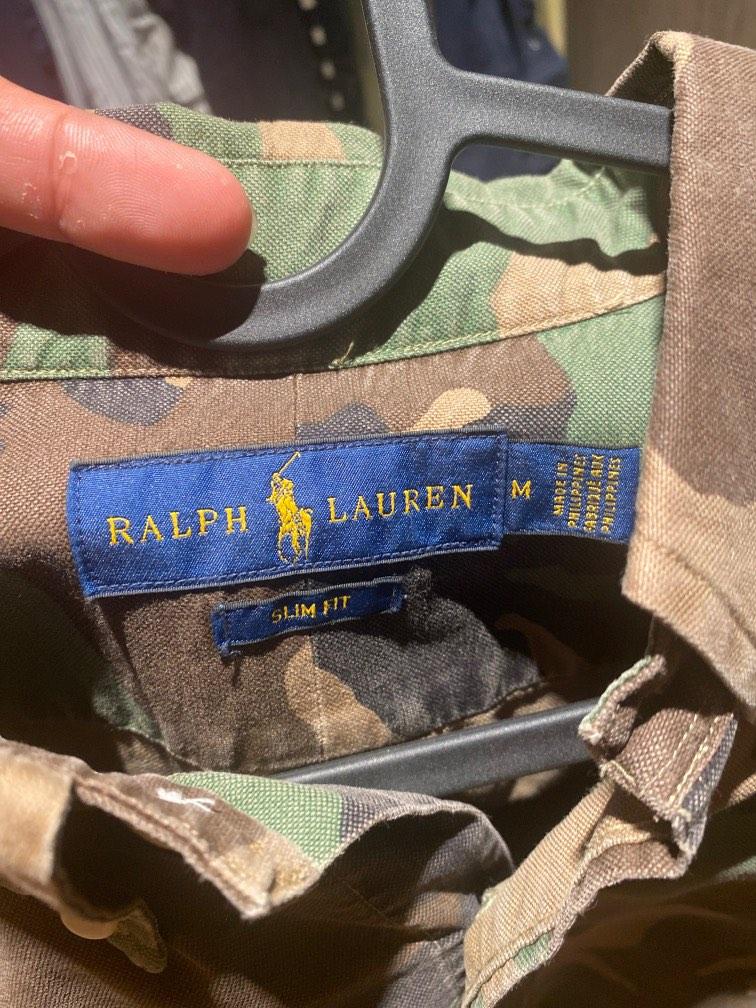 RALPH LAUREN
M
MADE IN
PHILIPPINES
FABRIQUÉ AUX
PHILIPPINES
SLIM FIT